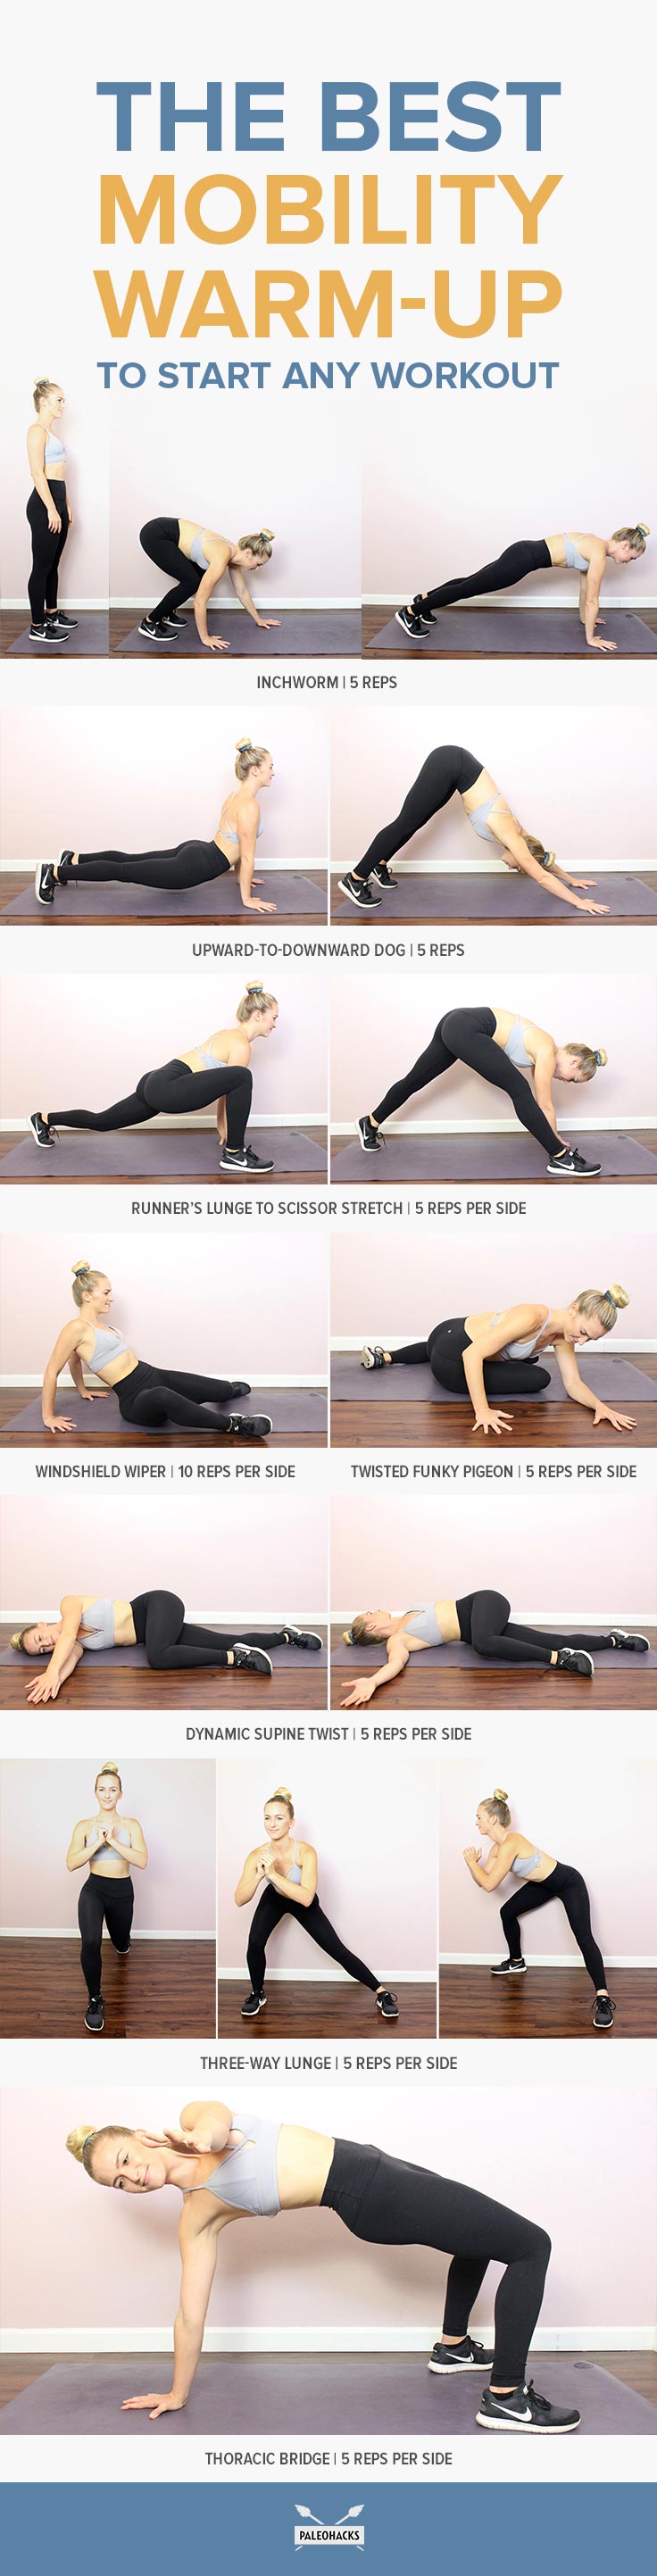 THE BEST
MOBILITY
WARM-UP
TO START ANY WORKOUT
INCHWORM | 5 REPS
UPWARD-TO-DOWNWARD DOG | 5 REPS
RUNNER'S LUNGE TO SCISSOR STRETCH | 5 REPS PER SIDE
WINDSHIELD WIPER | 10 REPS PER SIDE
TWISTED FUNKY PIGEON | 5 REPS PER SIDE
DYNAMIC SUPINE TWIST | 5 REPS PER SIDE
THREE-WAY LUNGE | 5 REPS PER SIDE
THORACIC BRIDGE | 5 REPS PER SIDE
PALEOHACKS